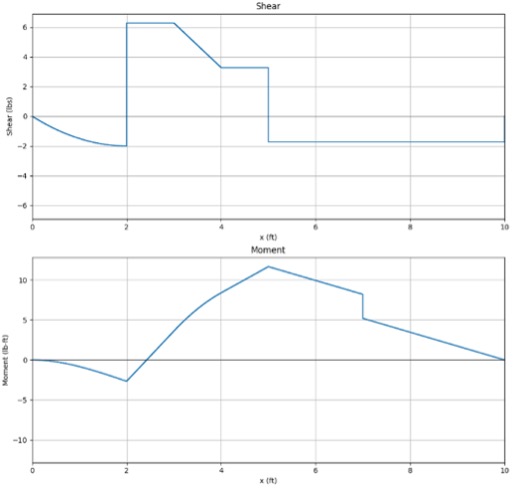 Shear
6
4
2
0
−2
−4
−6
Shear (lbs)
0 2 4 6 8 10
x (ft)
Moment
10
5
0
−5
−10
Moment (lb-ft)
0 2 4 6 8 10
x (ft)